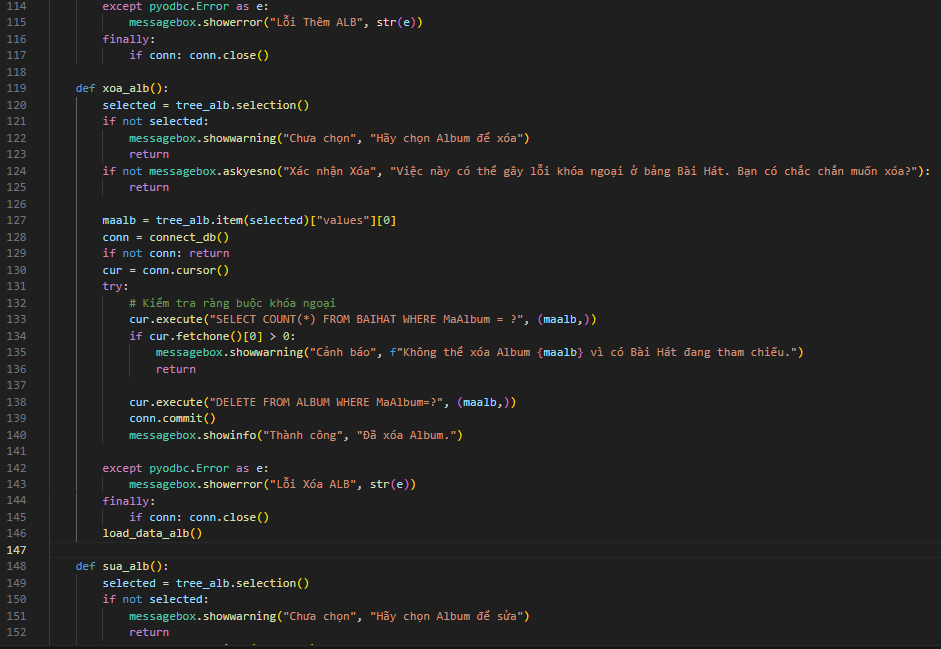 114 except pyodbc.Error as e:
115 messagebox.showerror("Lỗi Thêm ALB", str(e))
116 finally:
117 if conn: conn.close()
118
119 def xoa_alb():
120 selected = tree_alb.selection()
121 if not selected:
122 messagebox.showwarning("Chưa chọn", "Hãy chọn Album để xóa")
123 return
124 if not messagebox.askyesno("Xác nhận Xóa", "Việc này có thể gây lỗi khóa ngoại ở bảng Bài Hát. Bạn có chắc chắn muốn xóa?"):
125 return
126
127 maalb = tree_alb.item(selected)["values"][0]
128 conn = connect_db()
129 if not conn: return
130 cur = conn.cursor()
131 try:
132 # Kiểm tra ràng buộc khóa ngoại
133 cur.execute("SELECT COUNT(*) FROM BAIHAT WHERE MaAlbum = ?", (maalb,))
134 if cur.fetchone()[0] > 0:
135 messagebox.showwarning("Cảnh báo", f"Không thể xóa Album {maalb} vì có Bài Hát đang tham chiếu.")
136 return
137
138 cur.execute("DELETE FROM ALBUM WHERE MaAlbum=?", (maalb,))
139 conn.commit()
140 messagebox.showinfo("Thành công", "Đã xóa Album.")
141
142 except pyodbc.Error as e:
143 messagebox.showerror("Lỗi Xóa ALB", str(e))
144 finally:
145 if conn: conn.close()
146 load_data_alb()
147
148 def sua_alb():
149 selected = tree_alb.selection()
150 if not selected:
151 messagebox.showwarning("Chưa chọn", "Hãy chọn Album để sửa")
152 return